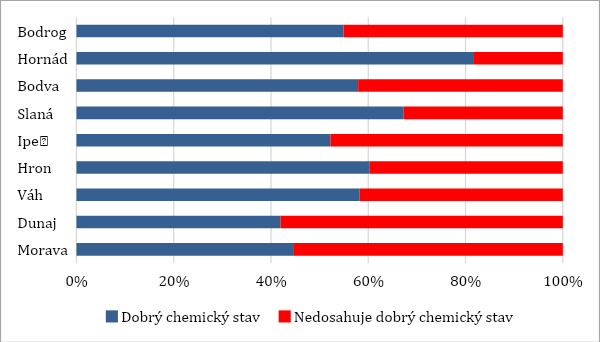 Bodrog
Hornád
Bodva
Slaná
Ipe
Hron
Váh
Dunaj
Morava
0% 20% 40% 60% 80% 100%
Dobrý chemický stav Nedosahuje dobrý chemický stav